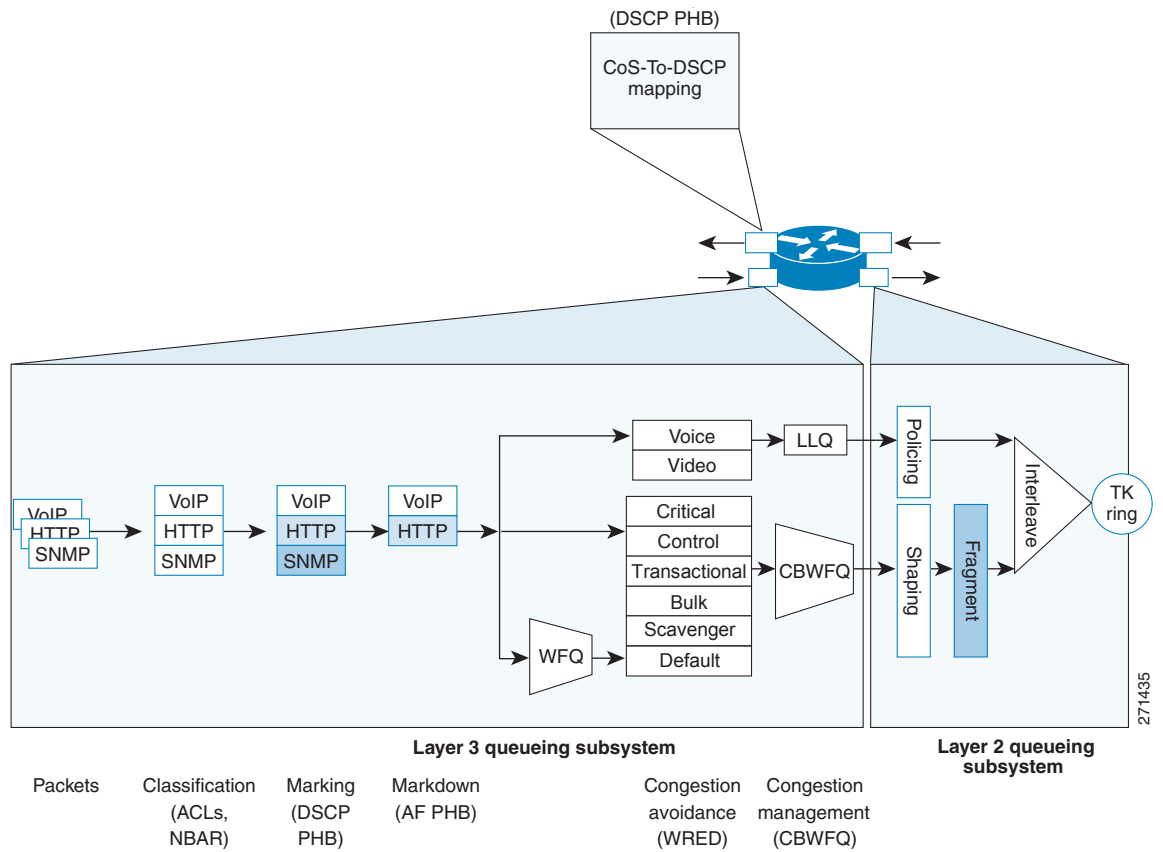 (DSCP PHB)
CoS-To-DSCP
mapping
VoIP
HTTP
SNMP
VoIP
HTTP
SNMP
VoIP
HTTP
SNMP
VoIP
HTTP
WFQ
Voice
Video
Critical
Control
Transactional
Bulk
Scavenger
Default
LLQ
CBWFQ
Policing
Shaping
Fragment
Interleave
TK
ring
271435
Layer 3 queueing subsystem
Layer 2 queueing
subsystem
Packets
Classification
(ACLs,
NBAR)
Marking
(DSCP
PHB)
Markdown
(AF PHB)
Congestion
avoidance
(WRED)
Congestion
management
(CBWFQ)